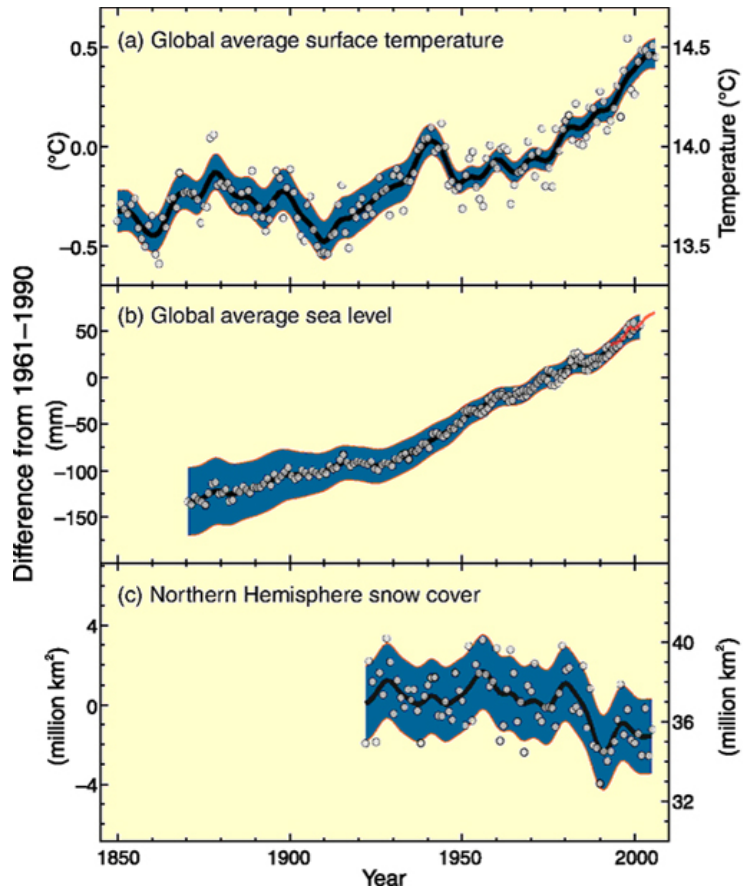 (a) Global average surface temperature
0.5
0.0
−0.5
(°C)
14.5
14.0
13.5
Temperature (°C)
Difference from 1961–1990
(b) Global average sea level
50
0
−50
−100
−150
(mm)
(c) Northern Hemisphere snow cover
4
0
−4
(million km²)
40
36
32
(million km²)
1850
1900
1950
2000
Year